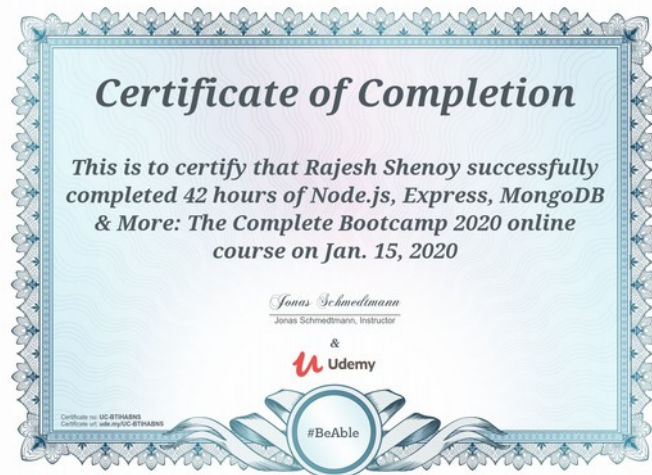 Certificate of Completion
This is to certify that Rajesh Shenoy successfully
completed 42 hours of Node.js, Express, MongoDB
& More: The Complete Bootcamp 2020 online
course on Jan. 15, 2020
Jonas Schmedtmann
Jonas Schmedtmann, Instructor
&
Udemy
Certificate no: UC-BTIHABNS
Certificate url: ude.my/UC-BTIHABNS
#BeAble